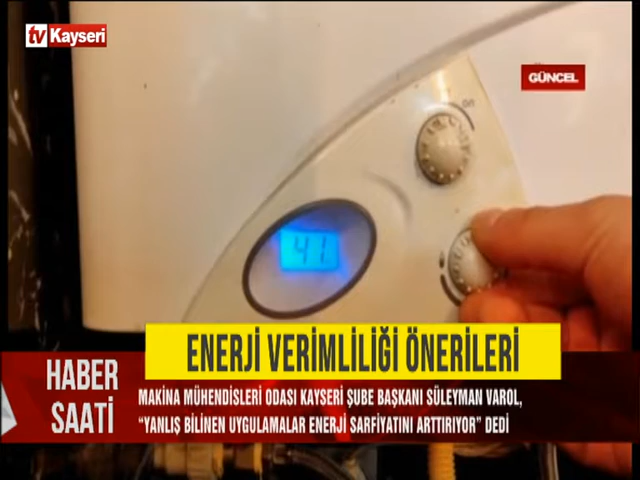 tv Kayseri
GÜNCEL
on
41
ENERJİ VERİMLİLİĞİ ÖNERİLERİ
HABER
SAATİ
MAKİNA MÜHENDİSLERİ ODASI KAYSERİ ŞUBE BAŞKANI SÜLEYMAN VAROL,
“YANLIŞ BİLİNEN UYGULAMALAR ENERJİ SARFİYATINI ARTTIRIYOR” DEDİ